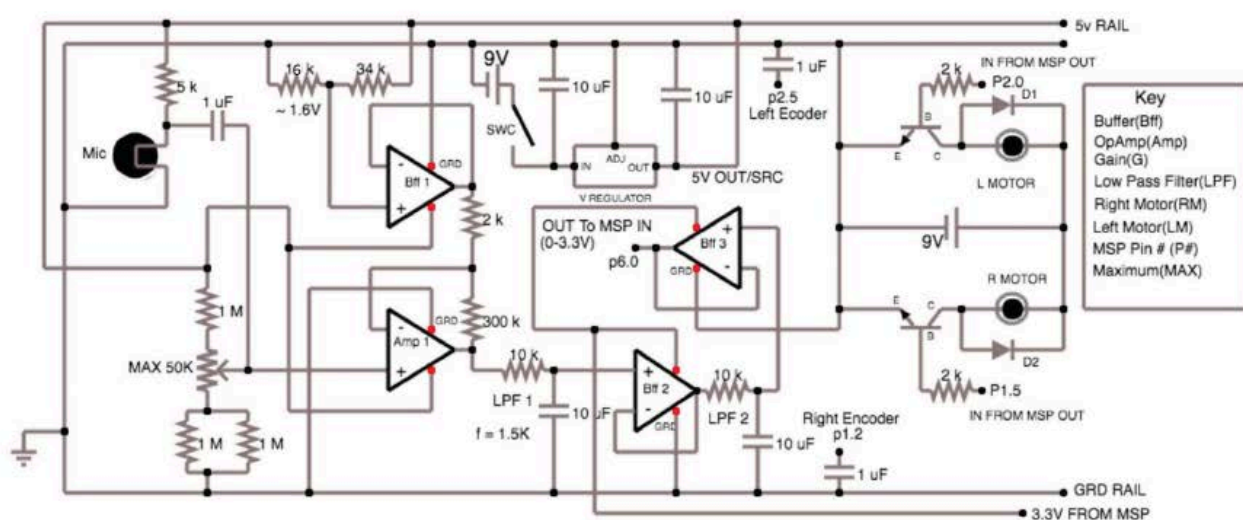 5v RAIL
IN FROM MSP OUT
9V
16 k
34 k
~ 1.6V
5 k
1 uF
Mic
SWC
10 uF
10 uF
1 uF
p2.5
Left Ecoder
2 k
P2.0
D1
B
E
C
L MOTOR
IN
ADJ
OUT
V REGULATOR
5V OUT/SRC
GRD
-
Bff 1
+
2 k
OUT To MSP IN
(0-3.3V)
p6.0
+
Bff 3
-
GRD
9V
R MOTOR
E
C
B
D2
2 k
P1.5
IN FROM MSP OUT
1 M
MAX 50K
1 M
1 M
-
GRD
Amp 1
+
300 k
10 k
LPF 1
10 uF
f = 1.5K
+
Bff 2
-
GRD
10 k
LPF 2
10 uF
Right Encoder
p1.2
1 uF
GRD RAIL
3.3V FROM MSP
Key
Buffer(Bff)
OpAmp(Amp)
Gain(G)
Low Pass Filter(LPF)
Right Motor(RM)
Left Motor(LM)
MSP Pin # (P#)
Maximum(MAX)